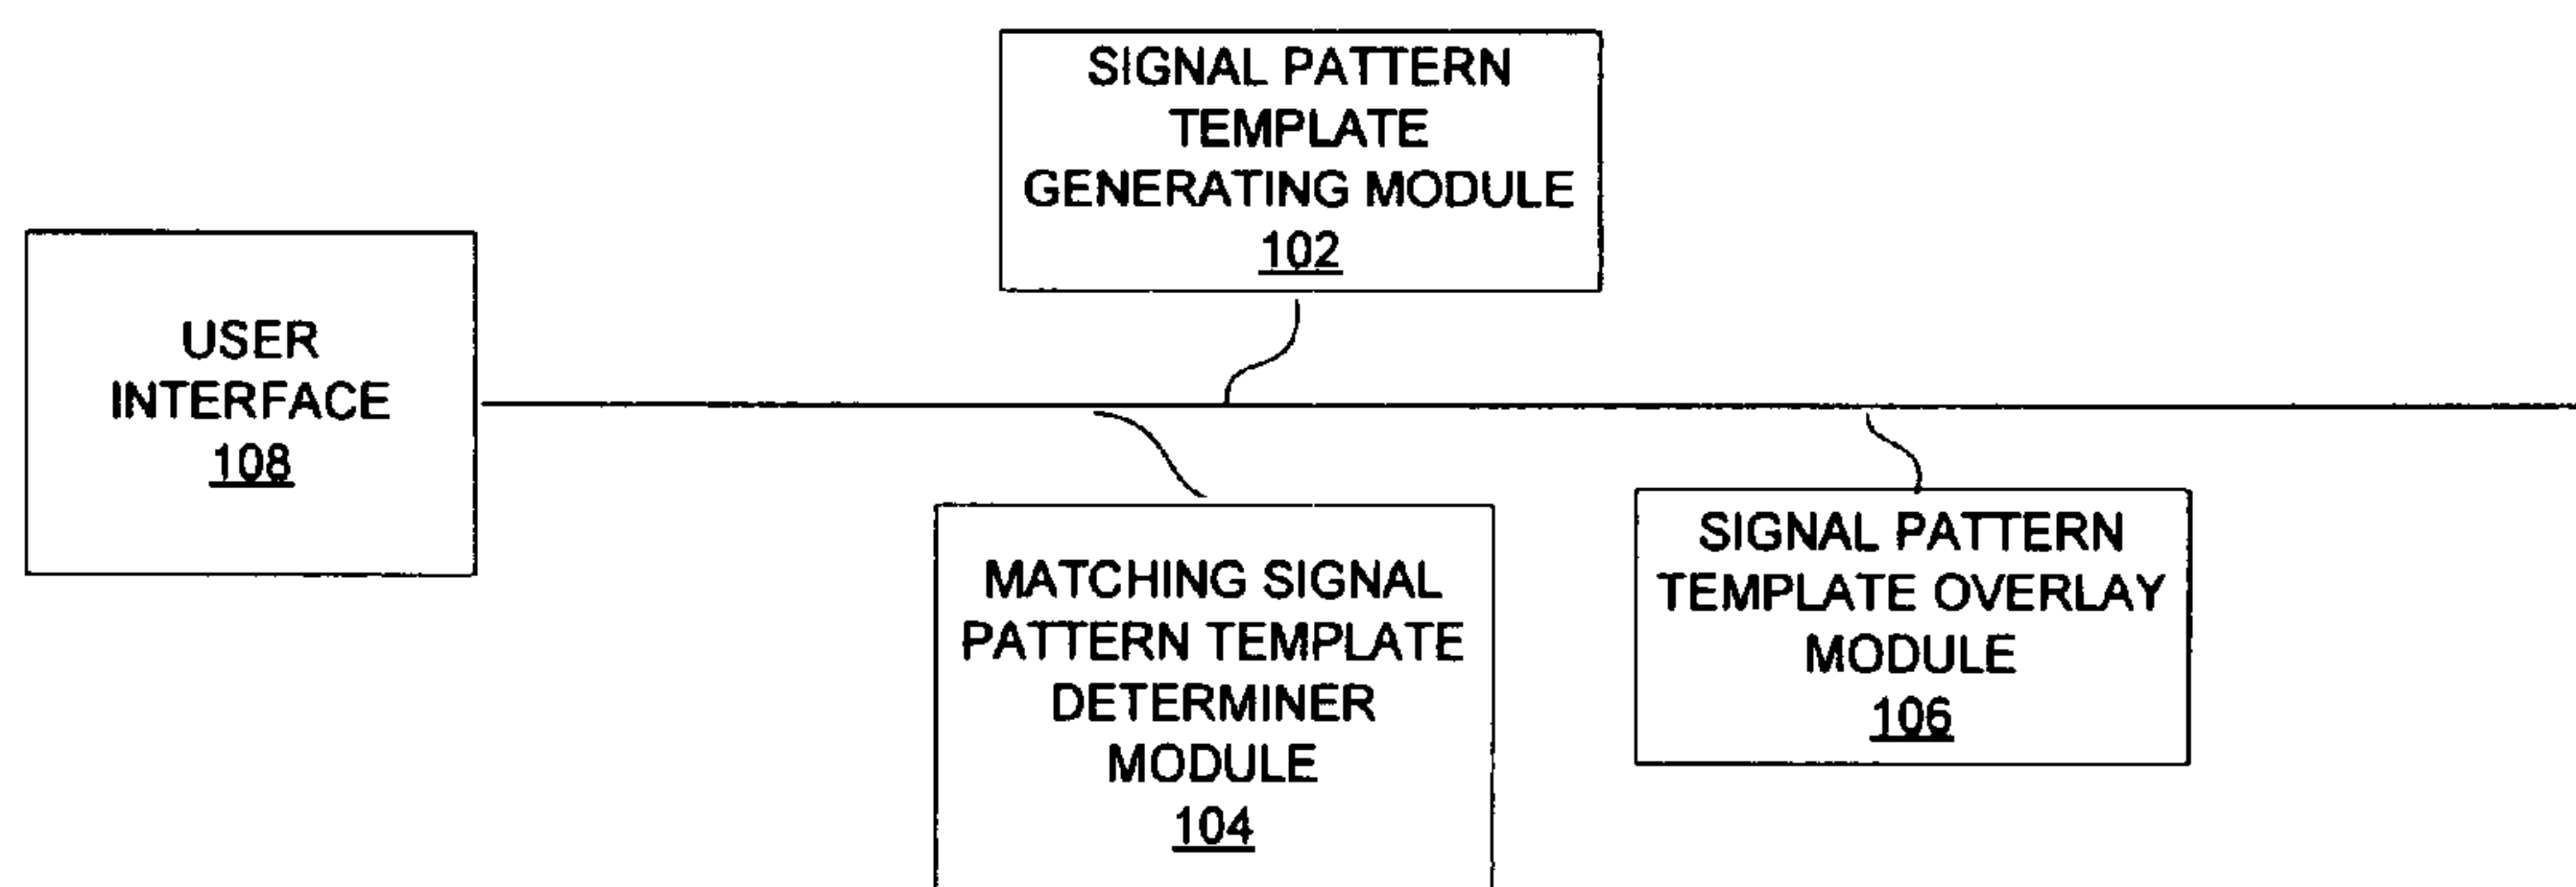 SIGNAL PATTERN
TEMPLATE
GENERATING MODULE
102
USER
INTERFACE
108
MATCHING SIGNAL
PATTERN TEMPLATE
DETERMINER
MODULE
104
SIGNAL PATTERN
TEMPLATE OVERLAY
MODULE
106